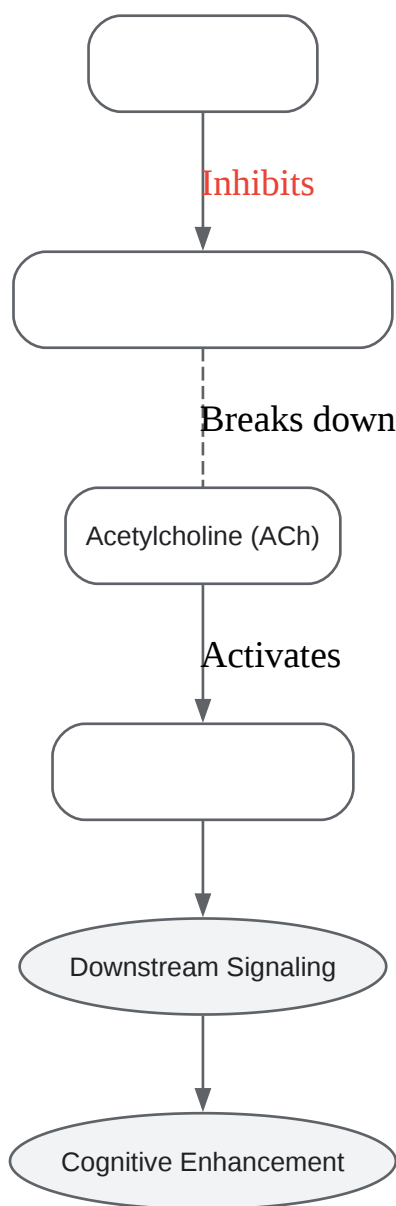 Inhibits
Breaks down
Acetylcholine (ACh)
Activates
Downstream Signaling
Cognitive Enhancement